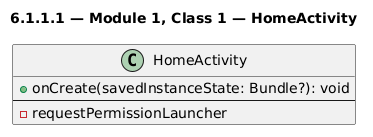 6.1.1.1 — Module 1, Class 1 — HomeActivity
C HomeActivity
onCreate(savedInstanceState: Bundle?): void
requestPermissionLauncher